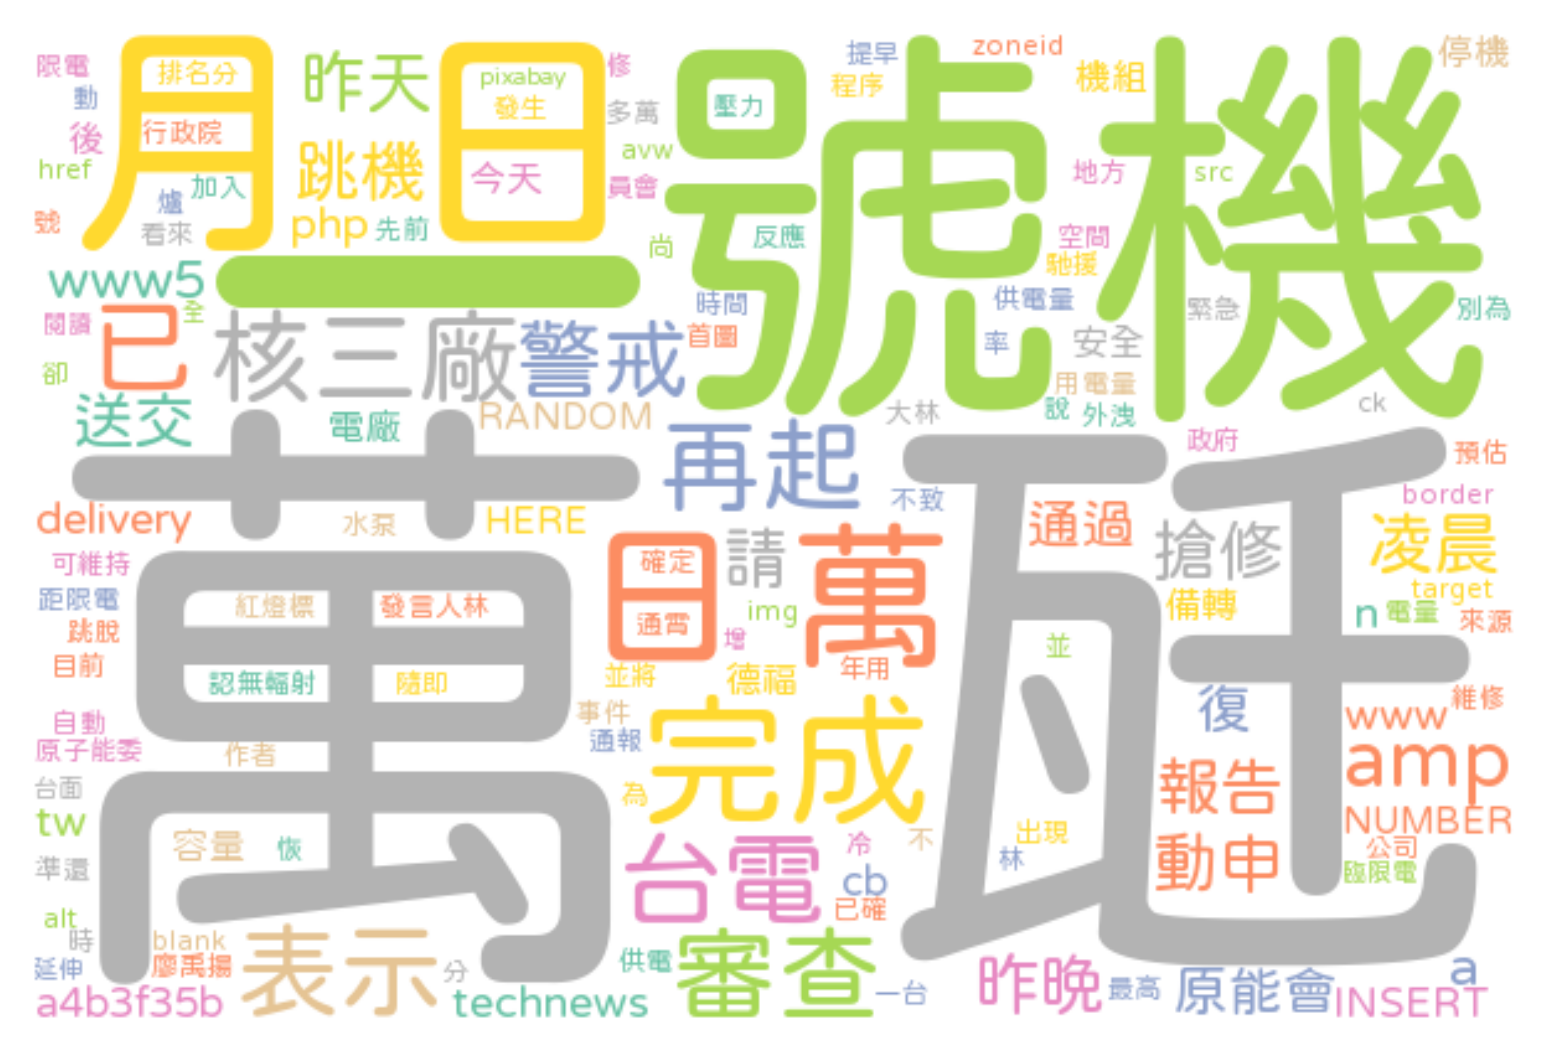 限電
動
後
href
號
排名分
月
行政院
爐
加入
看來
昨天
跳機
php
先前
pixabay
日
發生
今天
修
多萬
avw
員會
尚
壓力
號機
提早
程序
反應
zoneid
機組
地方
src
空間
馳援
停機
www5
一
全
閱讀
已
卻
核三廠
警戒
首圖
時間
供電量
率
安全
緊急
別為
用電量
ck
說
外洩
大林
送交
電廠
RANDOM
再起
政府
預估
border
delivery
水泵
HERE
不致
萬瓩
可維持
距限電
跳脫
目前
紅燈標
發言人林
認無輻射
隨即
日
確定
通霄
請
img
增
萬
年用
通過
搶修
凌晨
target
備轉
n
電量
來源
並
並將
德福
自動
原子能委
作者
台面
tw
容量
恢
準還
事件
通報
為
完成
復
www
維修
amp
報告
NUMBER
動申
公司
臨限電
台電
冷
不
出現
林
cb
已確
alt
時
延伸
blank
廖禹揚
表示
分
供電
審查
一台
昨晚
最高
原能會
a
a4b3f35b
technews
INSERT